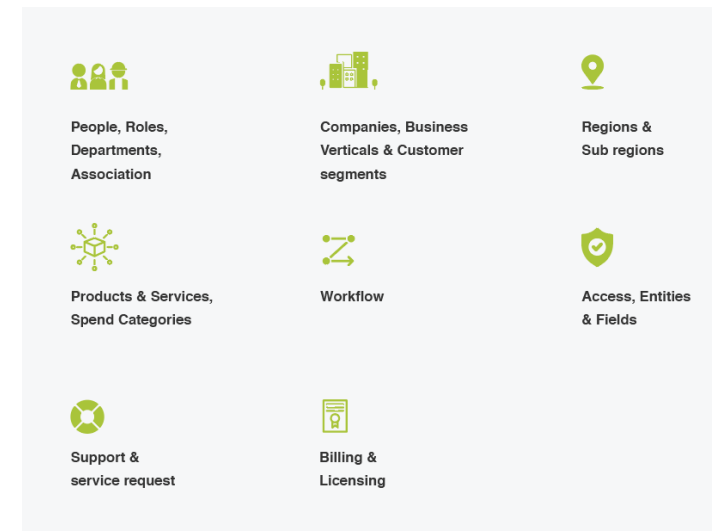 People, Roles,
Departments,
Association
Companies, Business
Verticals & Customer
segments
Regions &
Sub regions
Products & Services,
Spend Categories
Workflow
Access, Entities
& Fields
Support &
service request
Billing &
Licensing